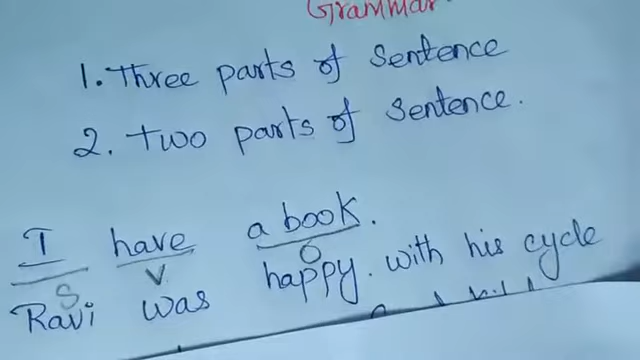 Grammar
1. Three parts of Sentence
2. Two parts of Sentence.
I have a book.
S V O
Ravi was happy. with his cycle